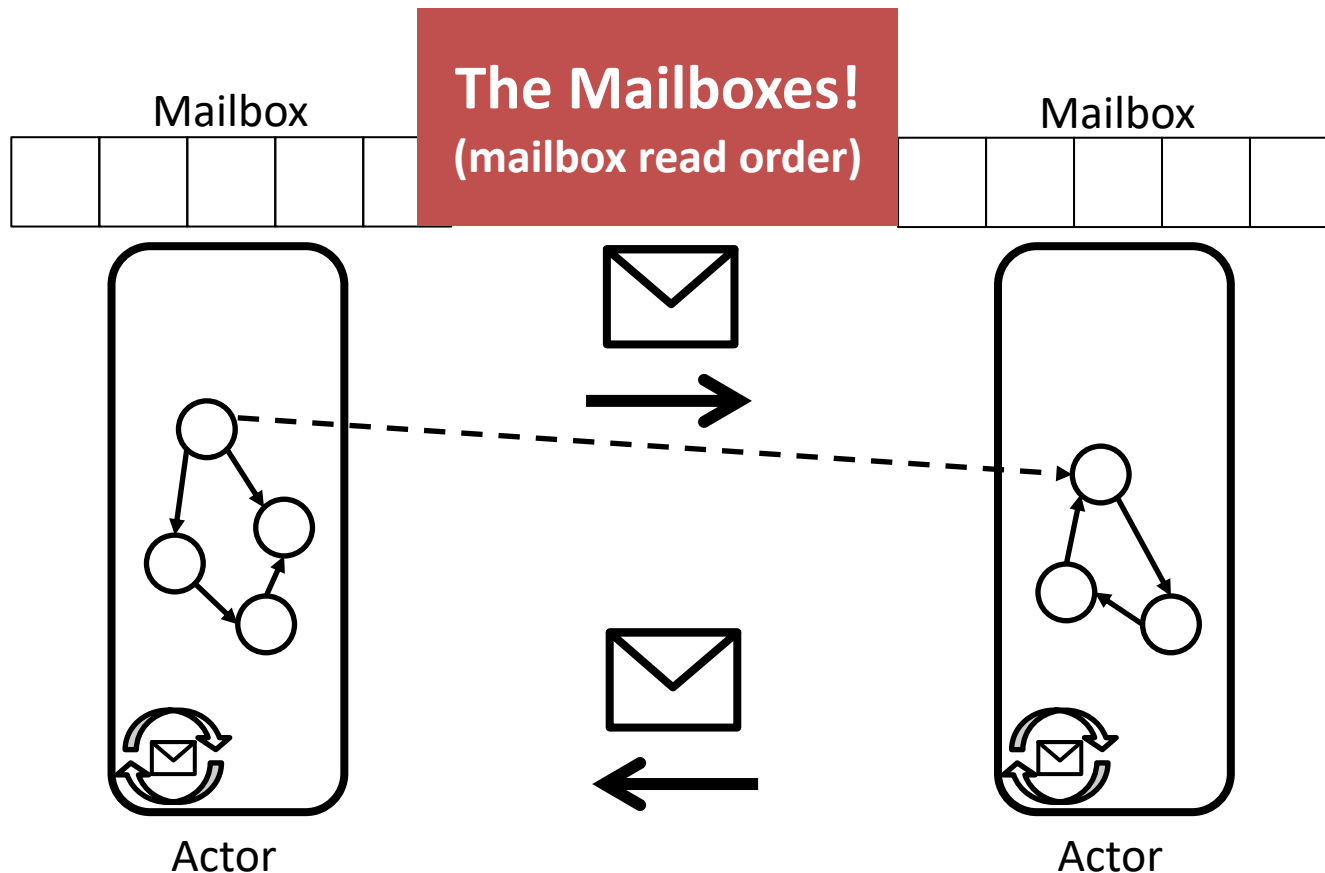 The Mailboxes!
(mailbox read order)
Mailbox
Mailbox
Actor
Actor